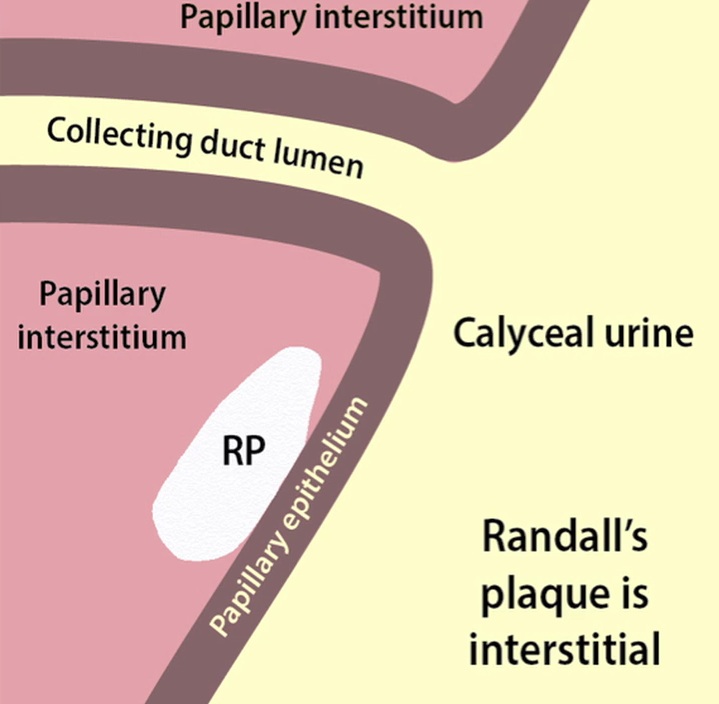 Papillary interstitium
Collecting duct lumen
Papillary
interstitium
Calyceal urine
RP
Papillary epithelium
Randall’s
plaque is
interstitial